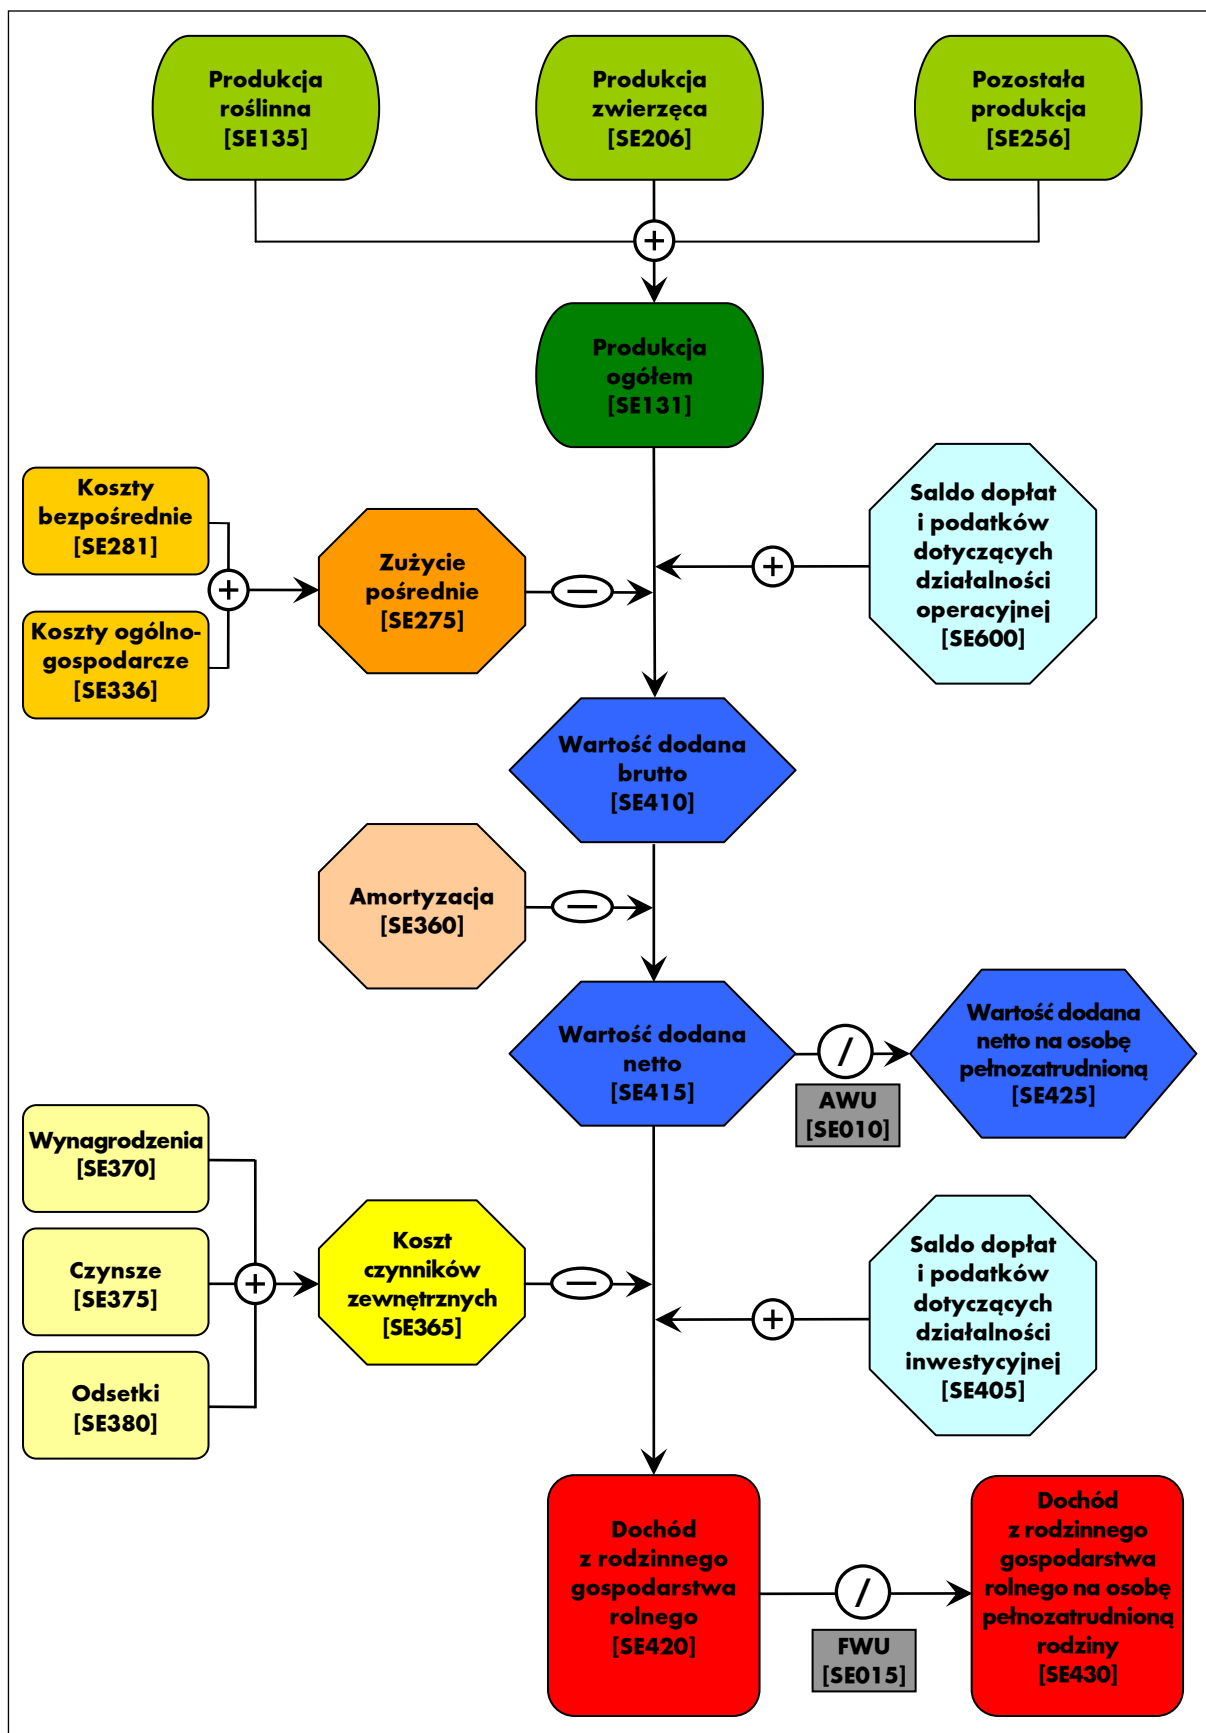 Produkcja
roślinna
[SE135]
Produkcja
zwierzęca
[SE206]
Pozostała
produkcja
[SE256]
+
Produkcja
ogółem
[SE131]
Koszty
bezpośrednie
[SE281]
Koszty ogólno-
gospodarcze
[SE336]
+
Zużycie
pośrednie
[SE275]
−
+
Saldo dopłat
i podatków
dotyczących
działalności
operacyjnej
[SE600]
Wartość dodana
brutto
[SE410]
Amortyzacja
[SE360]
−
Wartość dodana
netto
[SE415]
/
AWU
[SE010]
Wartość dodana
netto na osobę
pełnozatrudnioną
[SE425]
Wynagrodzenia
[SE370]
Czynsze
[SE375]
Odsetki
[SE380]
+
Koszt
czynników
zewnętrznych
[SE365]
−
+
Saldo dopłat
i podatków
dotyczących
działalności
inwestycyjnej
[SE405]
Dochód
z rodzinnego
gospodarstwa
rolnego
[SE420]
/
FWU
[SE015]
Dochód
z rodzinnego
gospodarstwa
rolnego na osobę
pełnozatrudnioną
rodziny
[SE430]